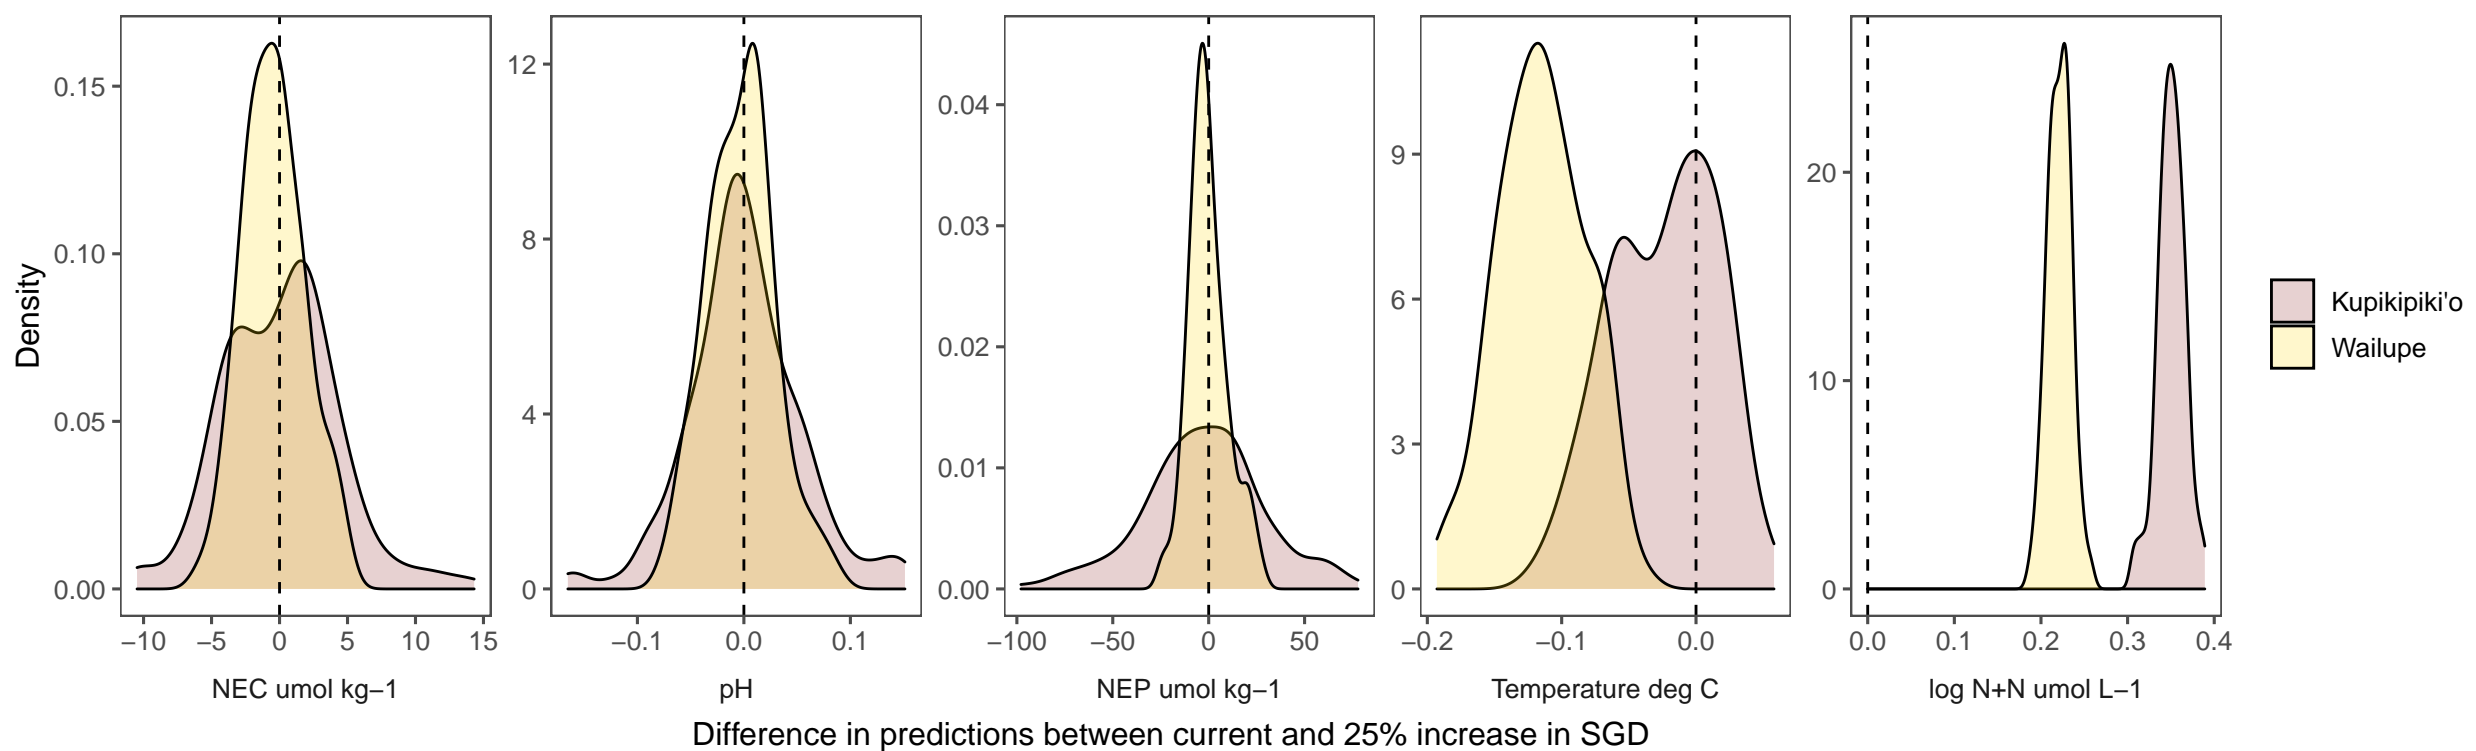 Density
0.15
0.10
0.05
0.00
−10 −5 0 5 10 15
NEC umol kg−1
12
8
4
0
−0.1 0.0 0.1
pH
0.04
0.03
0.02
0.01
0.00
−100 −50 0 50
NEP umol kg−1
9
6
3
0
−0.2 −0.1 0.0
Temperature deg C
20
10
0
0.0 0.1 0.2 0.3 0.4
log N+N umol L−1
Kupikipiki'o
Wailupe
Difference in predictions between current and 25% increase in SGD